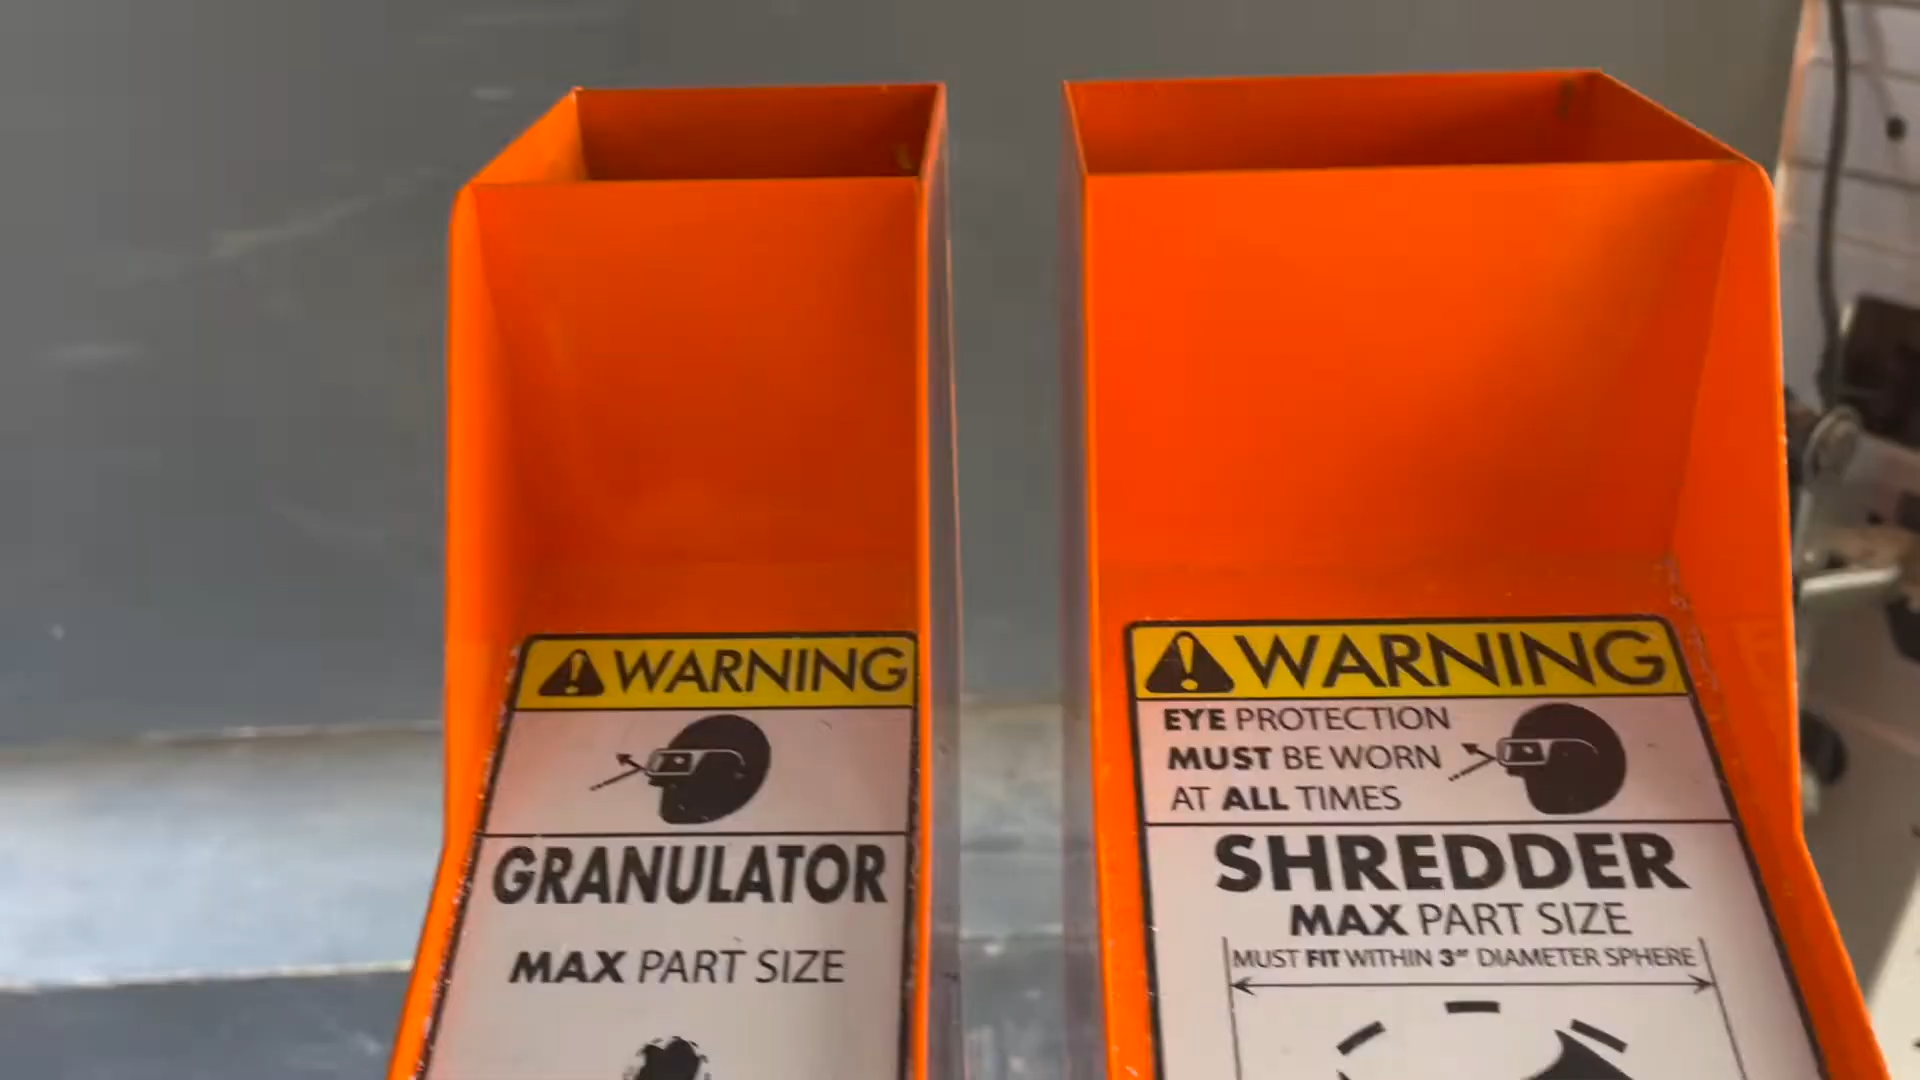 WARNING
GRANULATOR
MAX PART SIZE
WARNING
EYE PROTECTION
MUST BE WORN
AT ALL TIMES
SHREDDER
MAX PART SIZE
MUST FIT WITHIN 3" DIAMETER SPHERE